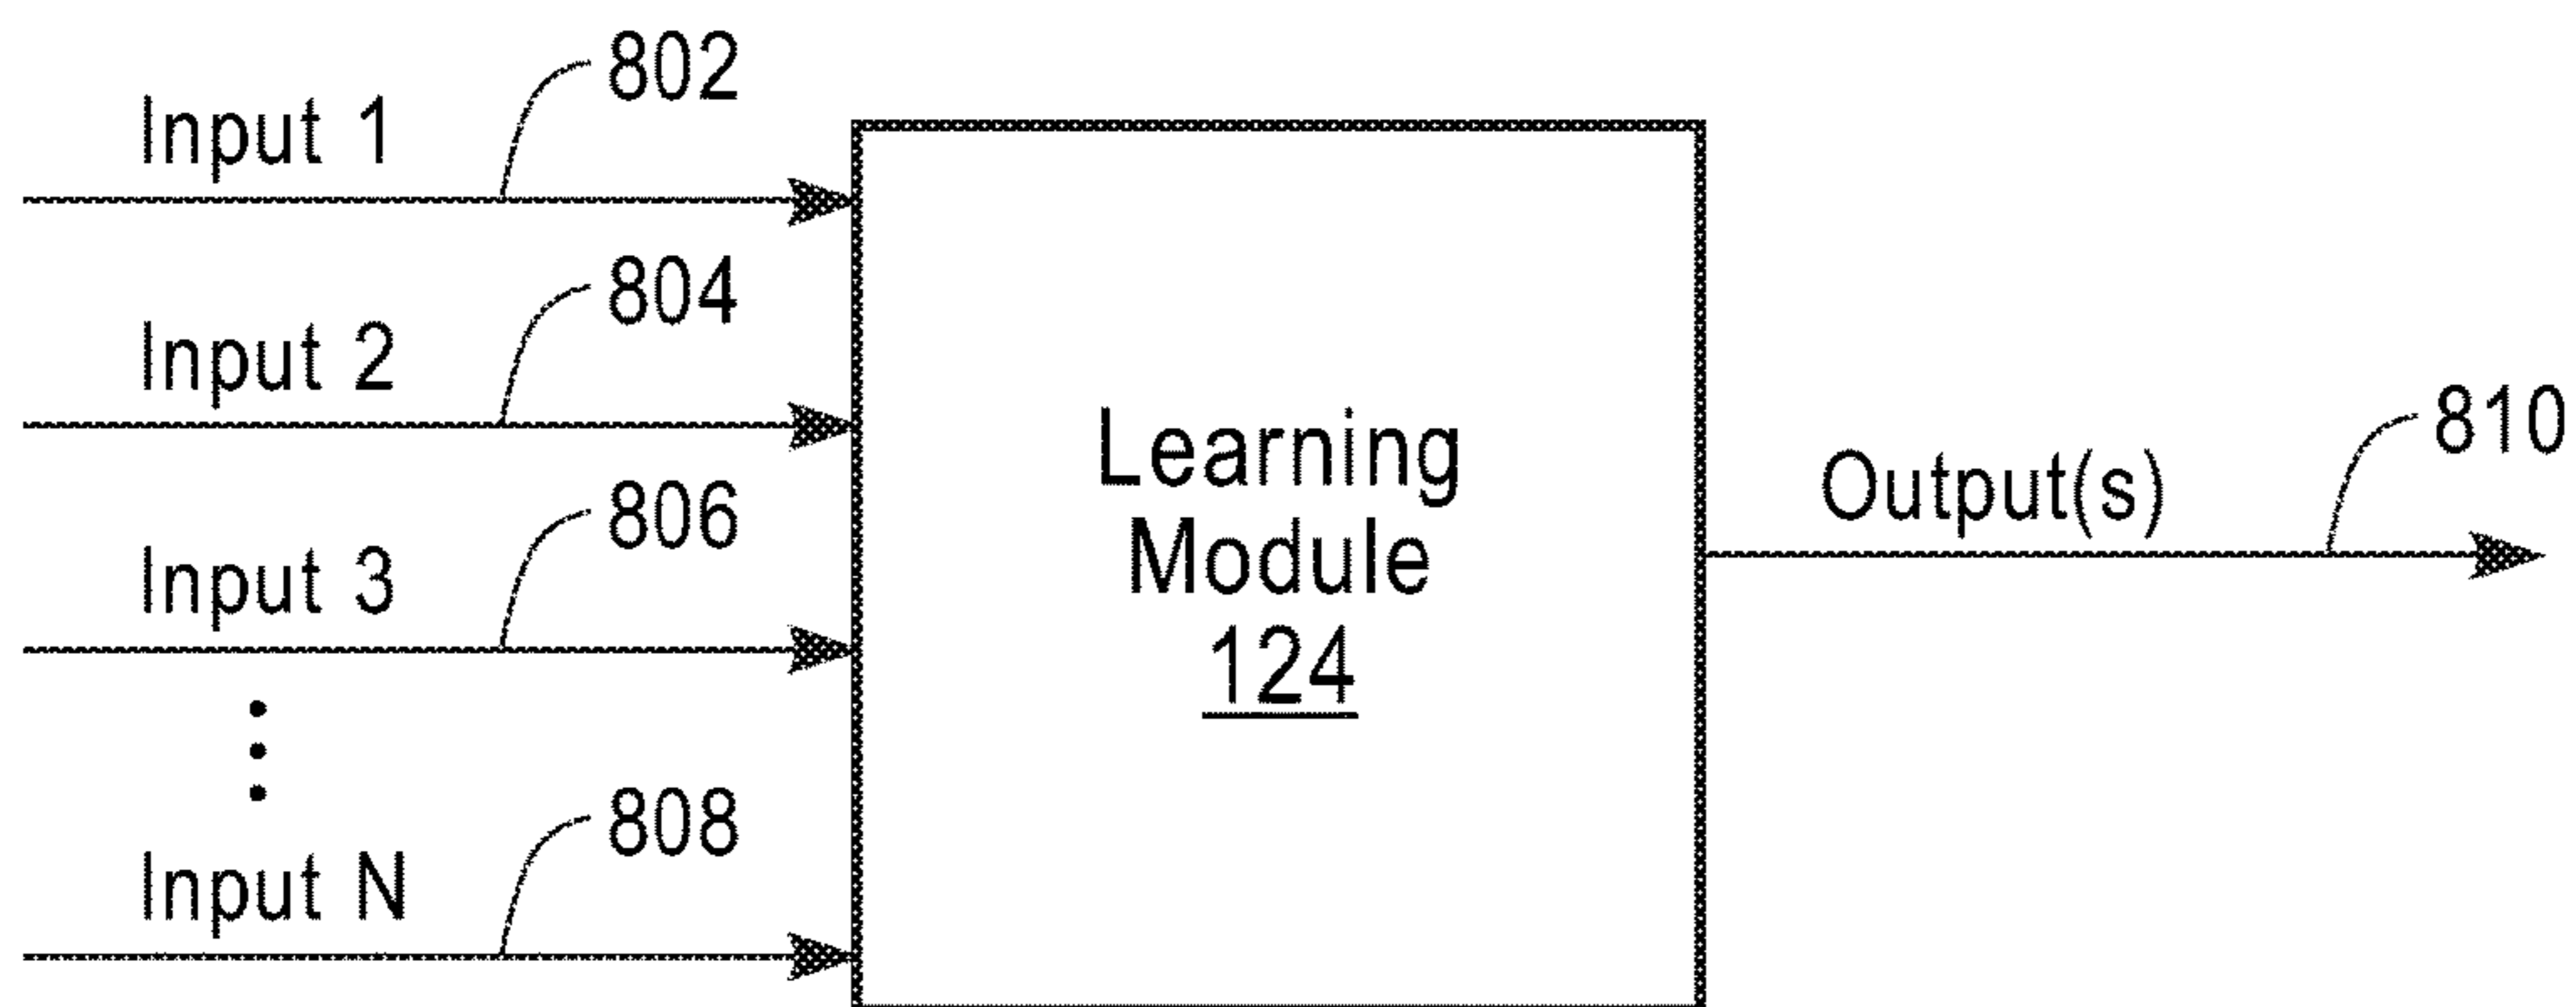 802
Input 1
804
Input 2
806
Input 3
808
Input N
Learning
Module
124
810
Output(s)